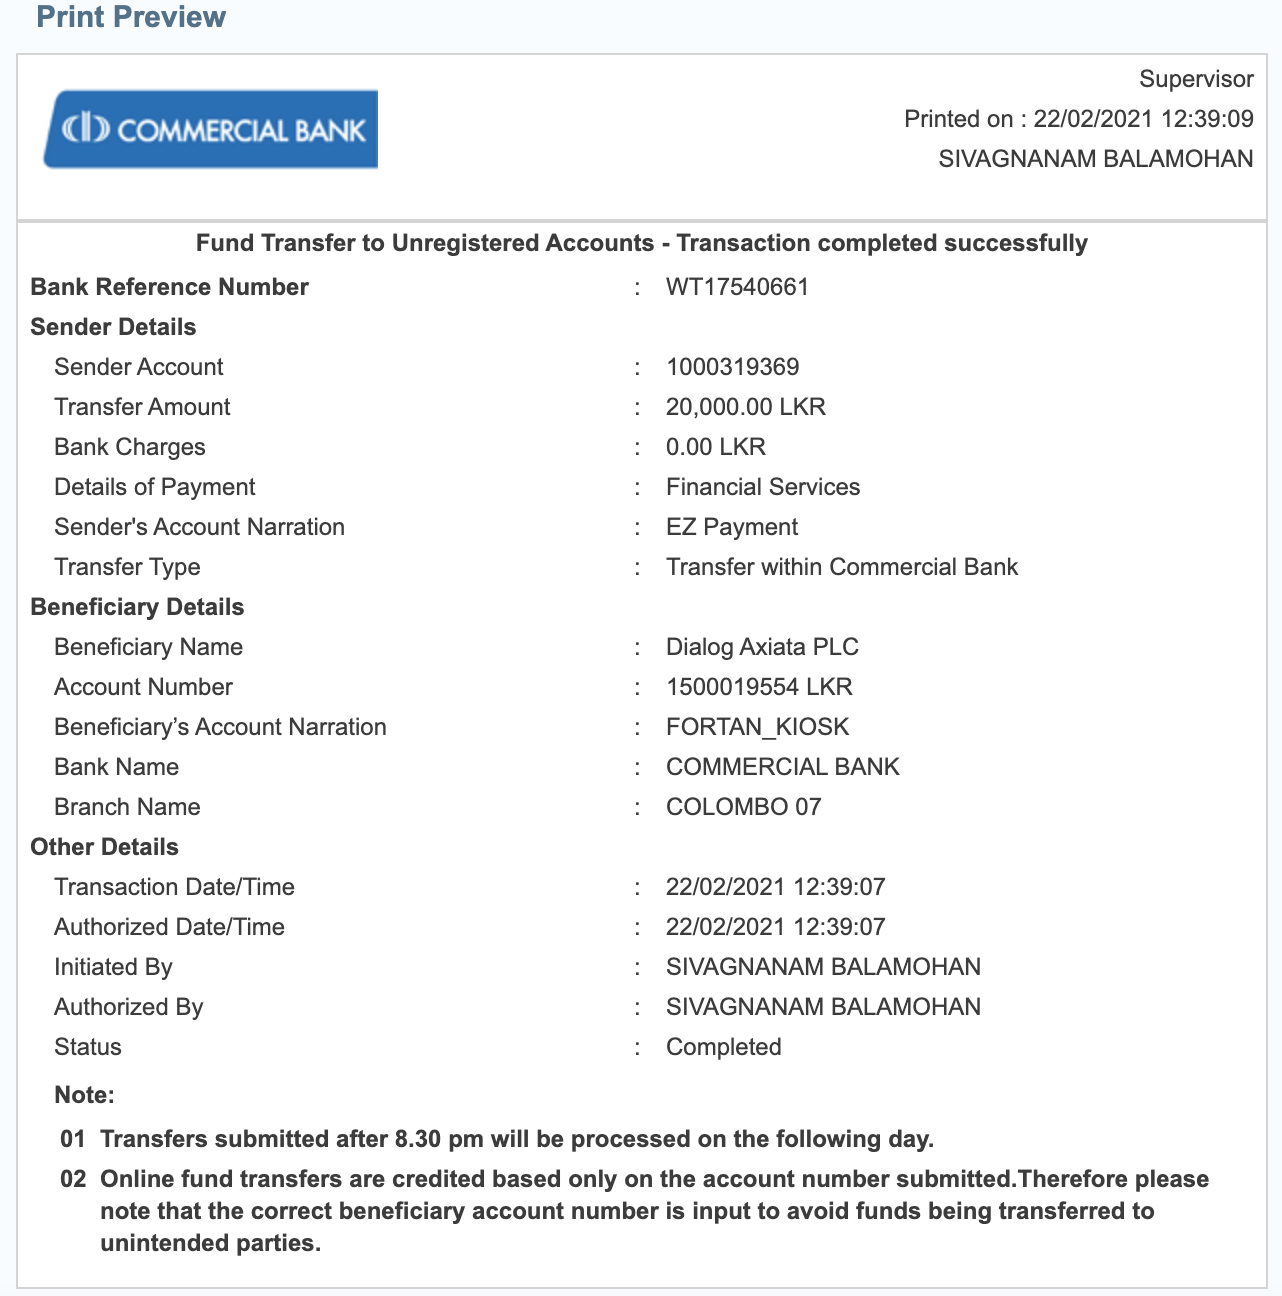 Print Preview
COMMERCIAL BANK
Supervisor
Printed on : 22/02/2021 12:39:09
SIVAGNANAM BALAMOHAN
Fund Transfer to Unregistered Accounts - Transaction completed successfully
Bank Reference Number : WT17540661
Sender Details
Sender Account : 1000319369
Transfer Amount : 20,000.00 LKR
Bank Charges : 0.00 LKR
Details of Payment : Financial Services
Sender's Account Narration : EZ Payment
Transfer Type : Transfer within Commercial Bank
Beneficiary Details
Beneficiary Name : Dialog Axiata PLC
Account Number : 1500019554 LKR
Beneficiary’s Account Narration : FORTAN_KIOSK
Bank Name : COMMERCIAL BANK
Branch Name : COLOMBO 07
Other Details
Transaction Date/Time : 22/02/2021 12:39:07
Authorized Date/Time : 22/02/2021 12:39:07
Initiated By : SIVAGNANAM BALAMOHAN
Authorized By : SIVAGNANAM BALAMOHAN
Status : Completed
Note:
01 Transfers submitted after 8.30 pm will be processed on the following day.
02 Online fund transfers are credited based only on the account number submitted.Therefore please
note that the correct beneficiary account number is input to avoid funds being transferred to
unintended parties.